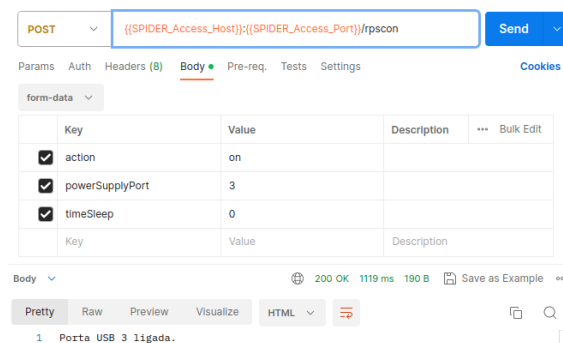 POST {{SPIDER_Access_Host}}:{{SPIDER_Access_Port}}/rpscon Send
Params Auth Headers (8) Body Pre-req. Tests Settings Cookies
form-data
Key Value Description ••• Bulk Edit
action on
powerSupplyPort 3
timeSleep 0
Key Value Description
Body 200 OK 1119 ms 190 B Save as Example
Pretty Raw Preview Visualize HTML
1 Porta USB 3 ligada.